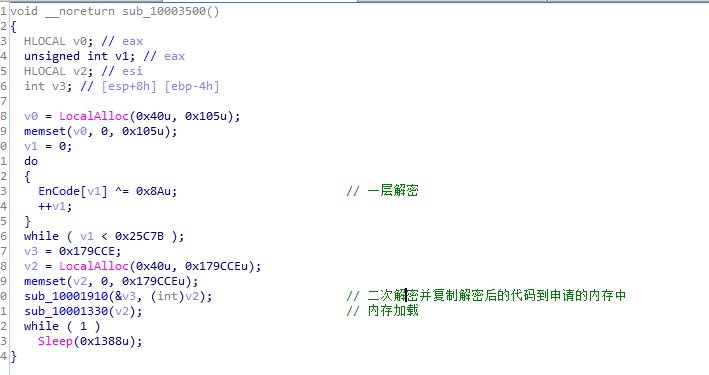 1 void __noreturn sub_10003500()
2 {
3 HLOCAL v0; // eax
4 unsigned int v1; // eax
5 HLOCAL v2; // esi
6 int v3; // [esp+8h] [ebp-4h]
7
8 v0 = LocalAlloc(0x40u, 0x105u);
9 memset(v0, 0, 0x105u);
0 v1 = 0;
1 do
2 {
3 EnCode[v1] ^= 0x8Au; // 一层解密
4 ++v1;
5 }
6 while ( v1 < 0x25C7B );
7 v3 = 0x179CCE;
8 v2 = LocalAlloc(0x40u, 0x179CCEu);
9 memset(v2, 0, 0x179CCEu);
0 sub_10001910(&v3, (int)v2); // 二次解密并复制解密后的代码到申请的内存中
1 sub_10001330(v2); // 内存加载
2 while ( 1 )
3 Sleep(0x1388u);
4 }